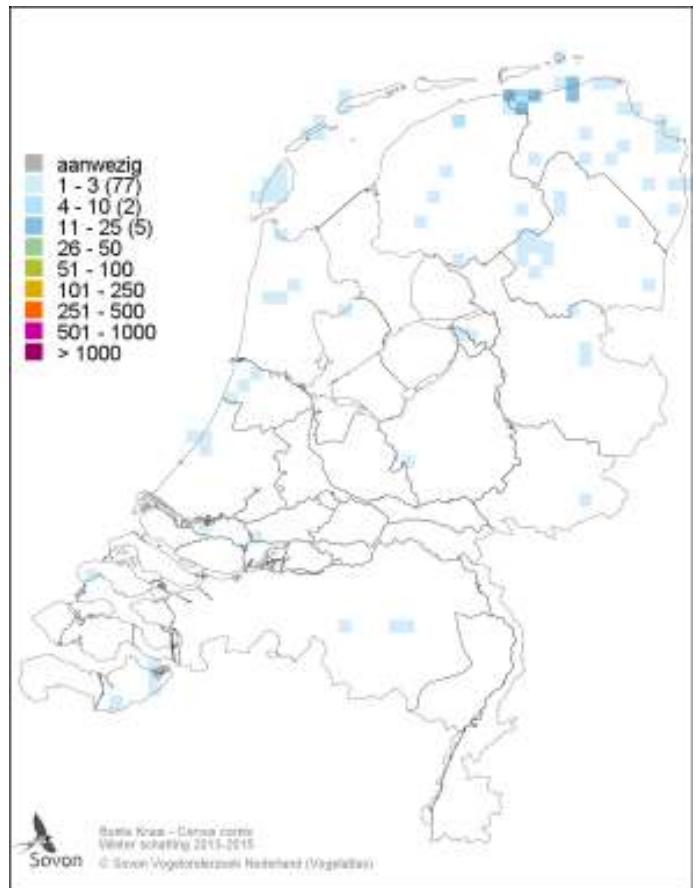 aanwezig
1 - 3 (77)
4 - 10 (2)
11 - 25 (5)
26 - 50
51 - 100
101 - 250
251 - 500
501 - 1000
> 1000
Sovon
Bonte Kraai - Corvus cornix
Winter schatting 2013-2015
© Sovon Vogelonderzoek Nederland (Vogelatlas)